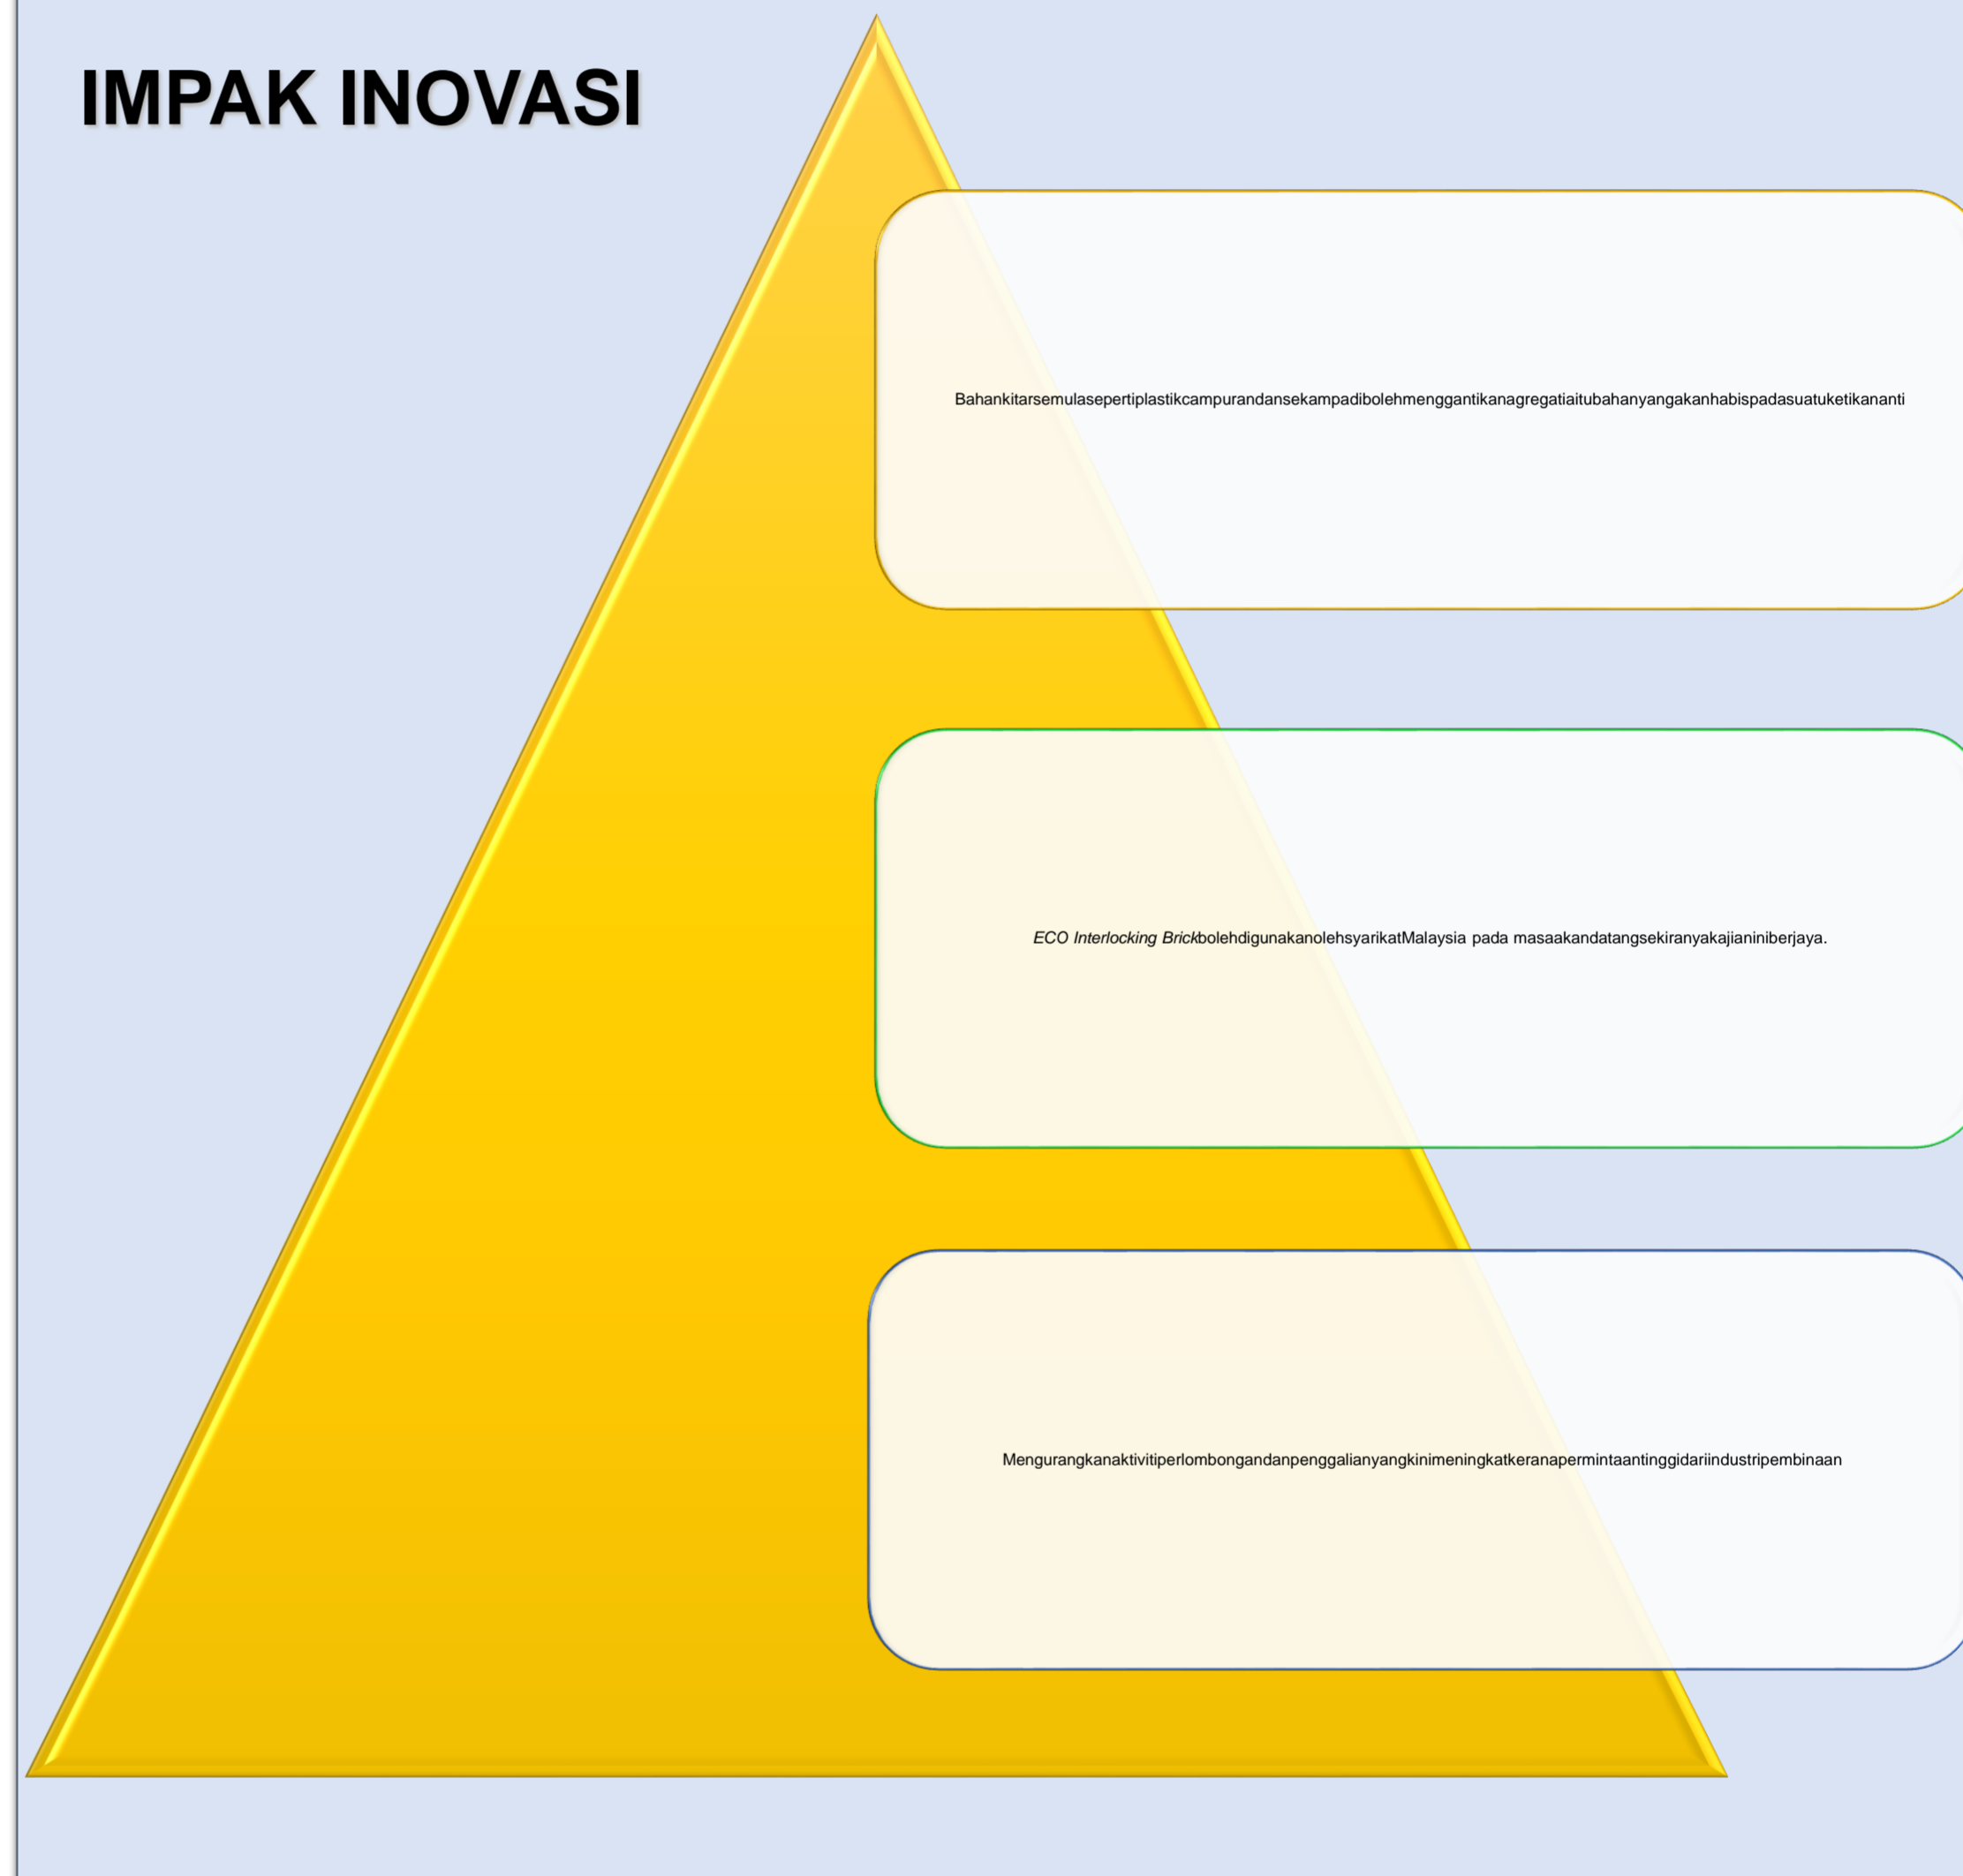 IMPAK INOVASI
Bahankitarsemulasepertiplastikcampurandansekampadibolehmenggantikanagregatiaitubahanyangakanhabispadasuatuketikananti
ECO Interlocking BrickbolehdigunakanolehsyarikatMalaysia pada masaakandatangsekiranyakajianiniberjaya.
Mengurangkanaktivitiperlombongandanpenggalianyangkinimeningkatkeranapermintaantinggidariindustripembinaan